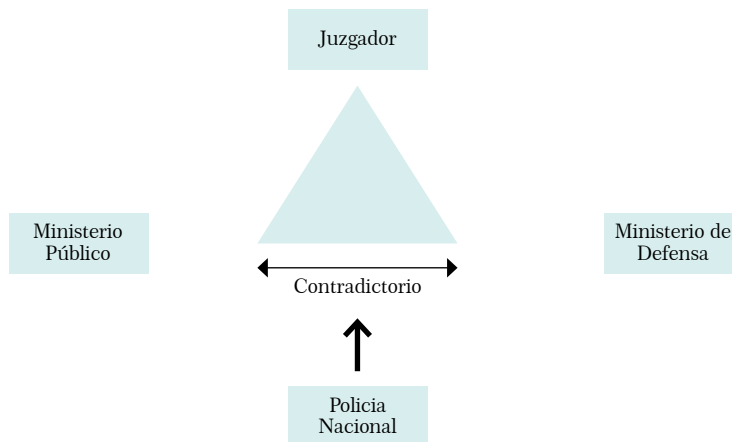 Juzgador
Ministerio
Público
Ministerio de
Defensa
Contradictorio
Policia
Nacional